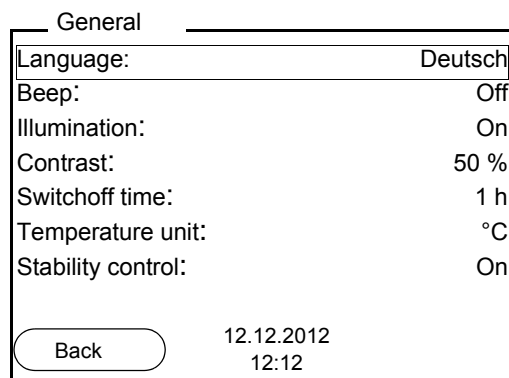 General
Language: Deutsch
Beep: Off
Illumination: On
Contrast: 50 %
Switchoff time: 1 h
Temperature unit: °C
Stability control: On
Back
12.12.2012
12:12